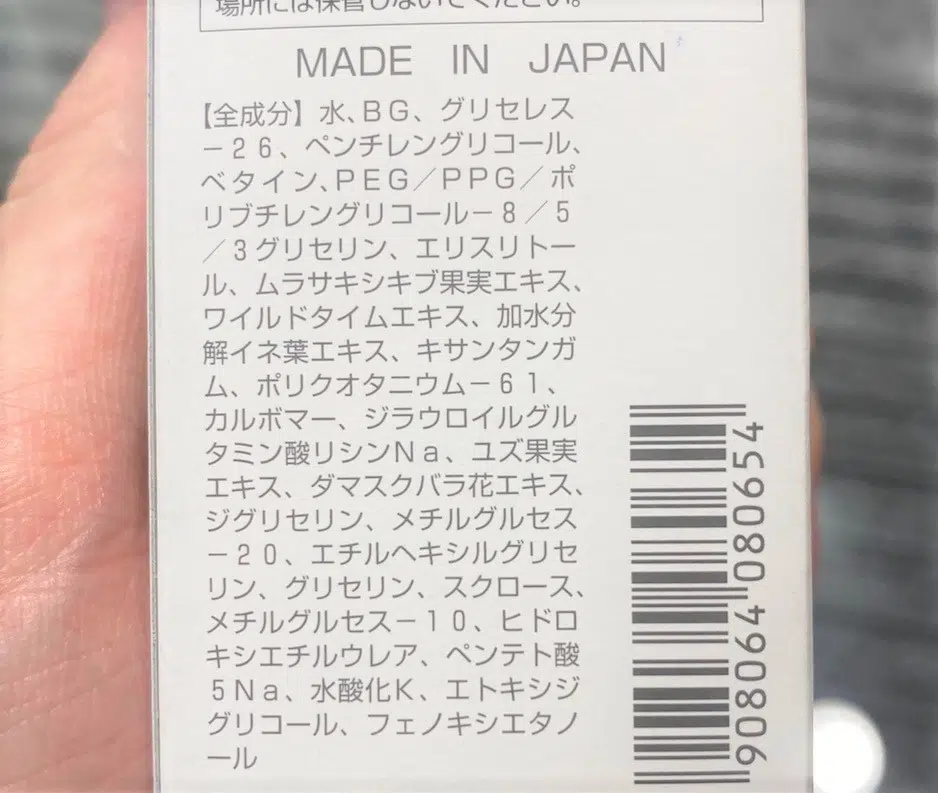 場所には保管しないでください。
MADE IN JAPAN
【全成分】水、BG、グリセレス
－26、ペンチレングリコール、
ベタイン、PEG／PPG／ポ
リブチレングリコール－8／5
／3グリセリン、エリスリトー
ル、ムラサキシキブ果実エキス、
ワイルドタイムエキス、加水分
解イネ葉エキス、キサンタンガ
ム、ポリクオタニウム－61、
カルボマー、ジラウロイルグル
タミン酸リシンNa、ユズ果実
エキス、ダマスクバラ花エキス、
ジグリセリン、メチルグルセス
－20、エチルヘキシルグリセ
リン、グリセリン、スクロース、
メチルグルセス－10、ヒドロ
キシエチルウレア、ペンテト酸
5Na、水酸化K、エトキシジ
グリコール、フェノキシエタノ
ール
908064 080654